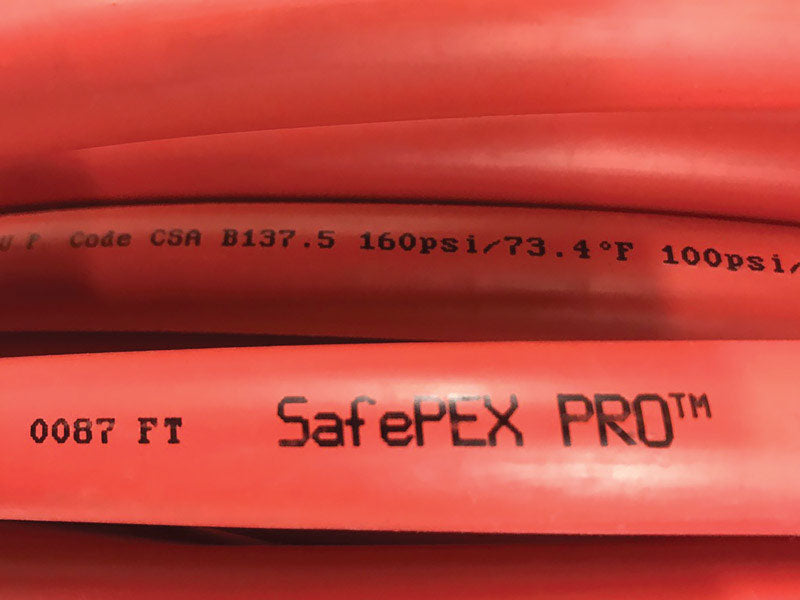 Code CSA B137.5 160psi/73.4°F 100psi/
0087 FT SafePEX PRO™